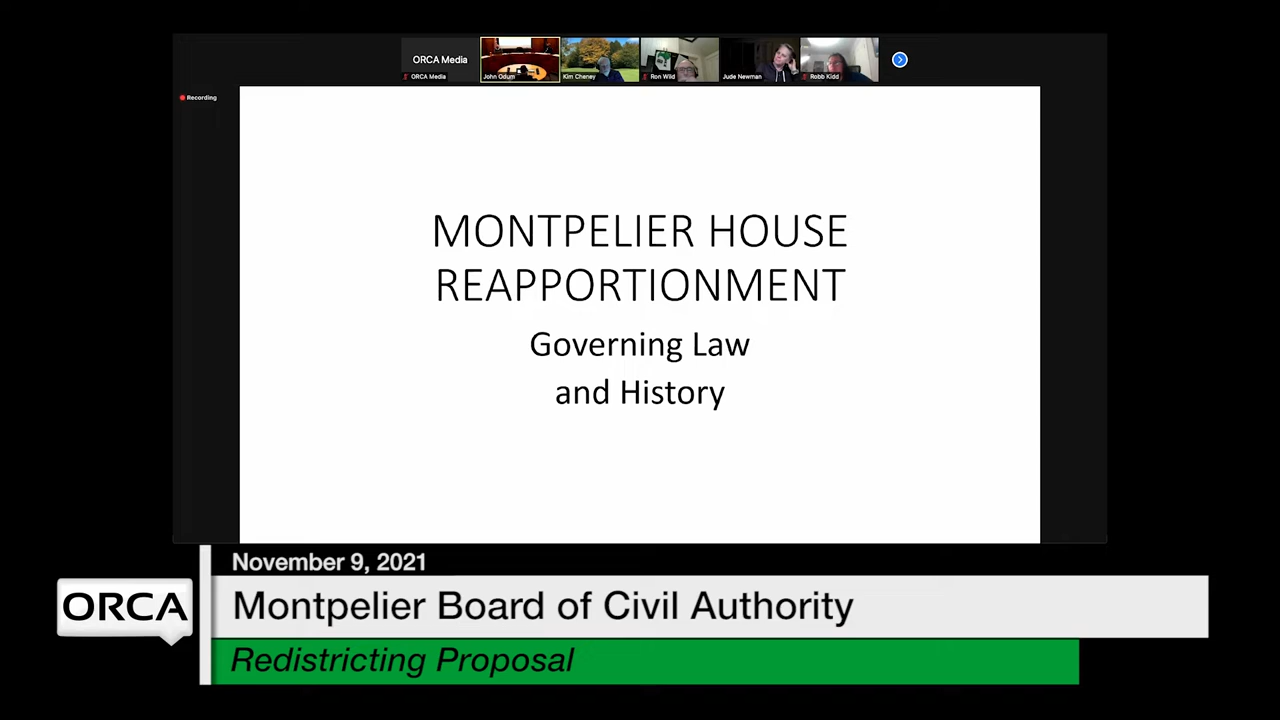 ORCA Media
ORCA Media
John Odum
Kim Cheney
Ron Wild
Jude Newman
Robb Kidd
Recording
MONTPELIER HOUSE
REAPPORTIONMENT
Governing Law
and History
November 9, 2021
ORCA
Montpelier Board of Civil Authority
Redistricting Proposal